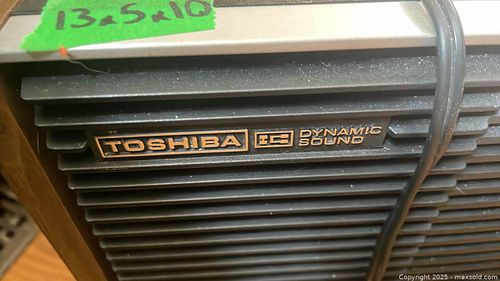 13x5x10
TOSHIBA IC DYNAMIC
SOUND
Copyright © 2025 - maxsold.com